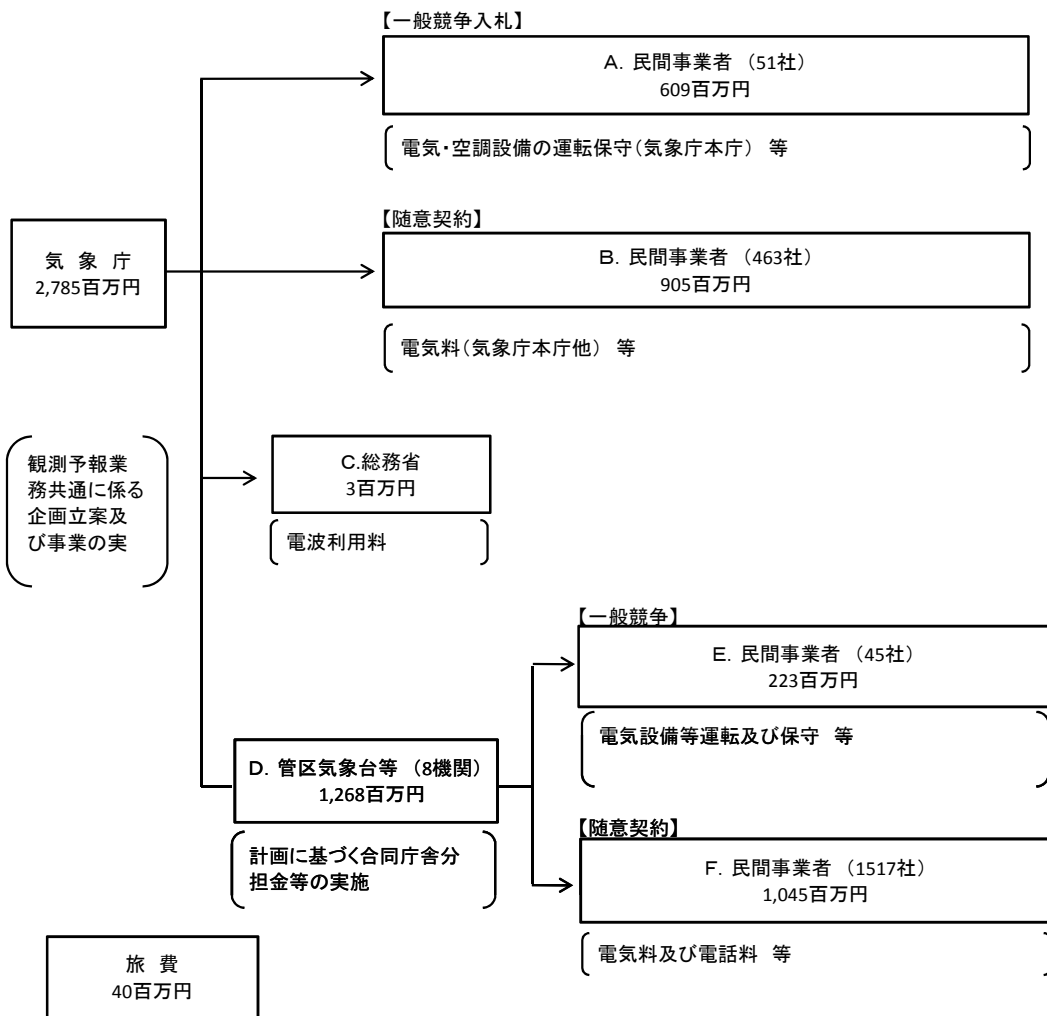 【一般競争入札】
A. 民間事業者 （51社）
609百万円
電気・空調設備の運転保守（気象庁本庁） 等
【随意契約】
気 象 庁
2,785百万円
B. 民間事業者 （463社）
905百万円
電気料（気象庁本庁他） 等
観測予報業
務共通に係る
企画立案及
び事業の実
C.総務省
3百万円
電波利用料
【一般競争】
E. 民間事業者 （45社）
223百万円
電気設備等運転及び保守 等
D. 管区気象台等 （8機関）
1,268百万円
計画に基づく合同庁舎分
担金等の実施
【随意契約】
F. 民間事業者 （1517社）
1,045百万円
電気料及び電話料 等
旅 費
40百万円